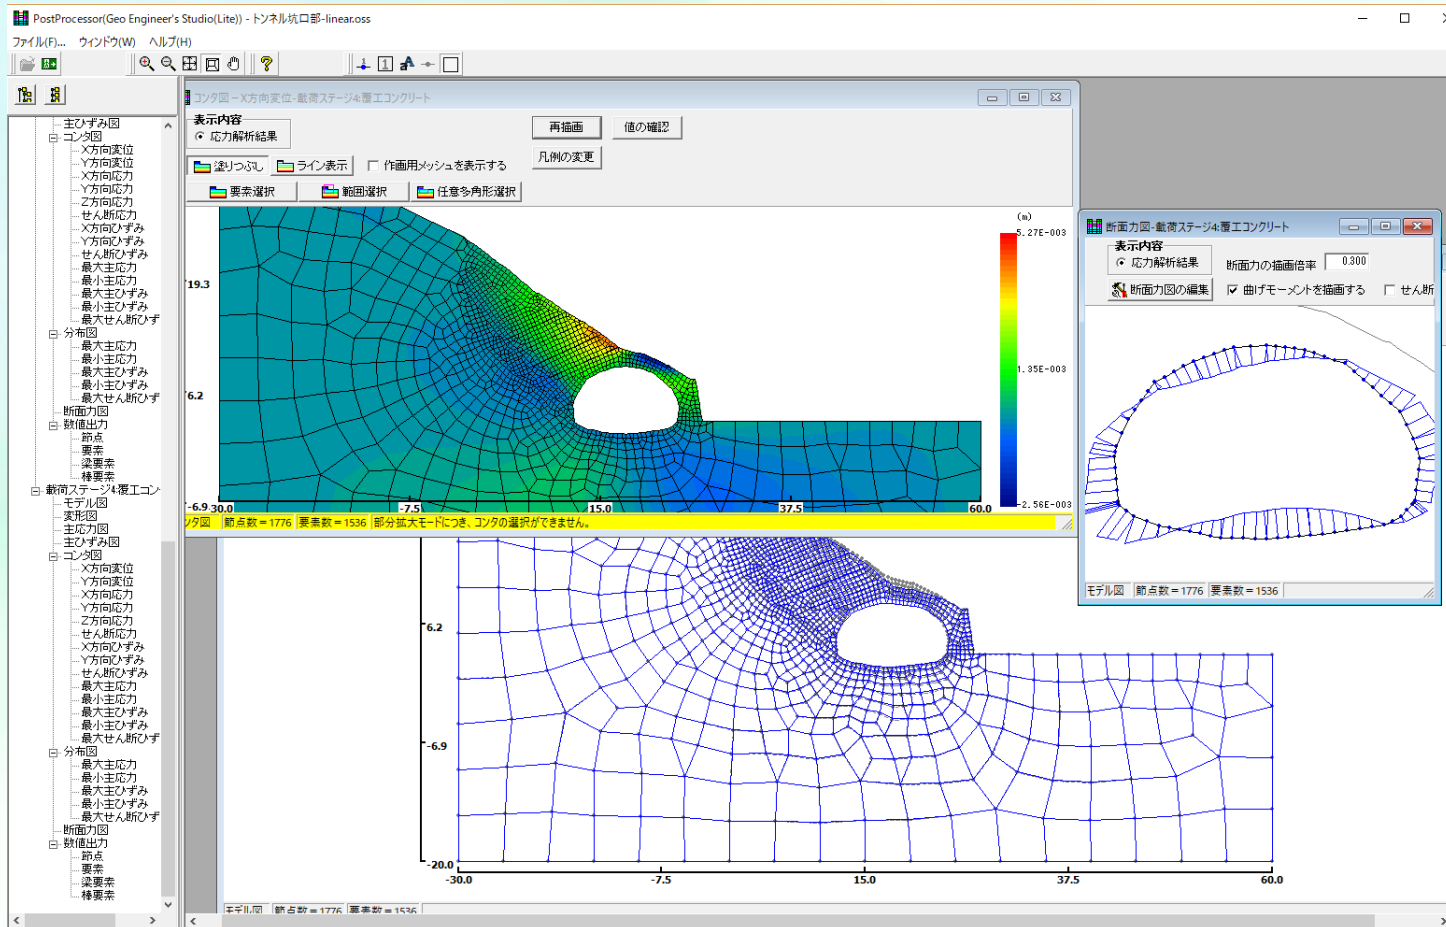 PostProcessor(Geo Engineer's Studio(Lite)) - トンネル坑口部-linear.oss
ファイル(F)... ウィンドウ(W) ヘルプ(H)
主ひずみ図
コンタ図
X方向変位
Y方向変位
X方向応力
Y方向応力
Z方向応力
せん断応力
X方向ひずみ
Y方向ひずみ
せん断ひずみ
最大主応力
最小主応力
最大主ひずみ
最小主ひずみ
最大せん断ひず
分布図
最大主応力
最小主応力
最大主ひずみ
最小主ひずみ
最大せん断ひず
断面力図
数値出力
節点
要素
梁要素
棒要素
載荷ステージ4:覆工コン
モデル図
変形図
主応力図
主ひずみ図
コンタ図
X方向変位
Y方向変位
X方向応力
Y方向応力
Z方向応力
せん断応力
X方向ひずみ
Y方向ひずみ
せん断ひずみ
最大主応力
最小主応力
最大主ひずみ
最小主ひずみ
最大せん断ひず
分布図
最大主応力
最小主応力
最大主ひずみ
最小主ひずみ
最大せん断ひず
断面力図
数値出力
節点
要素
梁要素
棒要素
コンタ図－X方向変位-載荷ステージ4:覆工コンクリート
表示内容
応力解析結果
再描画 値の確認
塗りつぶし ライン表示 作画用メッシュを表示する 凡例の変更
要素選択 範囲選択 任意多角形選択
(m)
5.27E-003
1.35E-003
-2.56E-003
19.3
6.2
-6.9
30.0 -7.5 15.0 37.5 60.0
ンタ図 節点数＝1776 要素数＝1536 部分拡大モードにつき、コンタの選択ができません。
断面力図-載荷ステージ4:覆工コンクリート
表示内容
応力解析結果 断面力の描画倍率 0.300
断面力図の編集 曲げモーメントを描画する せん断
モデル図 節点数＝1776 要素数＝1536
6.2
-6.9
-20.0
-30.0 -7.5 15.0 37.5 60.0
モデル図 節点数＝1776 要素数＝1536